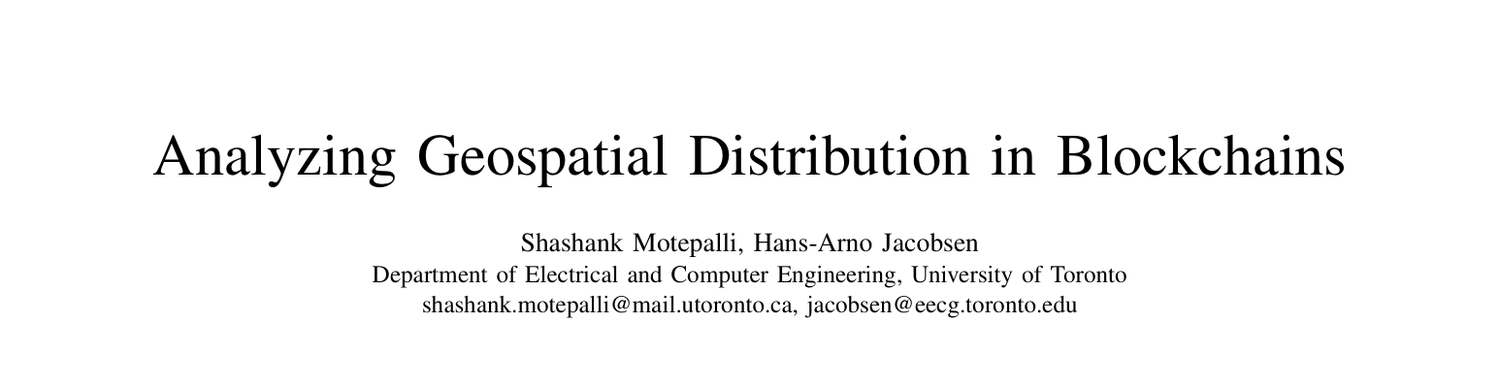 Analyzing Geospatial Distribution in Blockchains
Shashank Motepalli, Hans-Arno Jacobsen
Department of Electrical and Computer Engineering, University of Toronto
shashank.motepalli@mail.utoronto.ca, jacobsen@eecg.toronto.edu